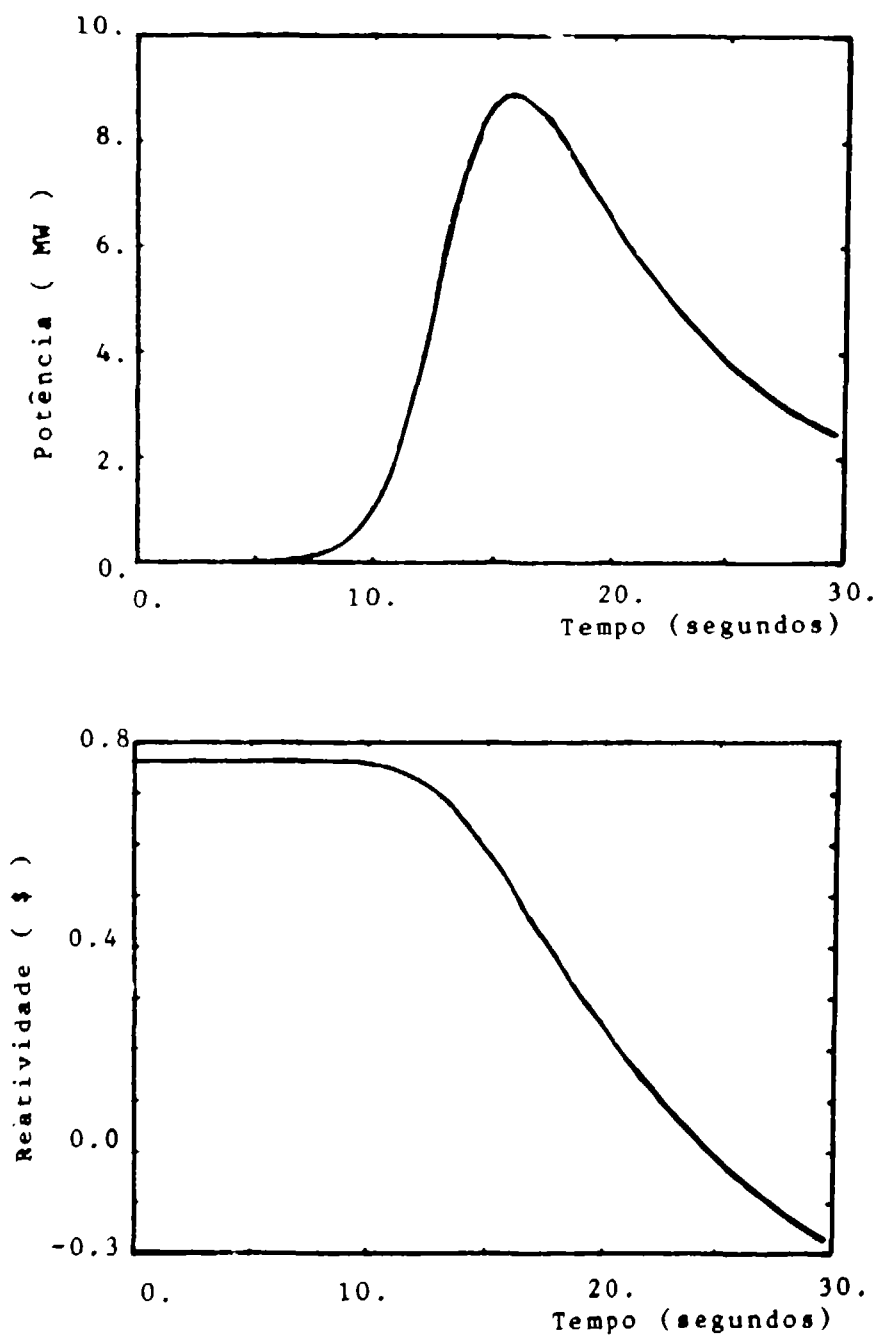 10.
8.
6.
4.
2.
0.
Potência ( MW )
0. 10. 20. 30.
Tempo (segundos)
0.8
0.4
0.0
-0.3
Reatividade ( $ )
0. 10. 20. 30.
Tempo (segundos)